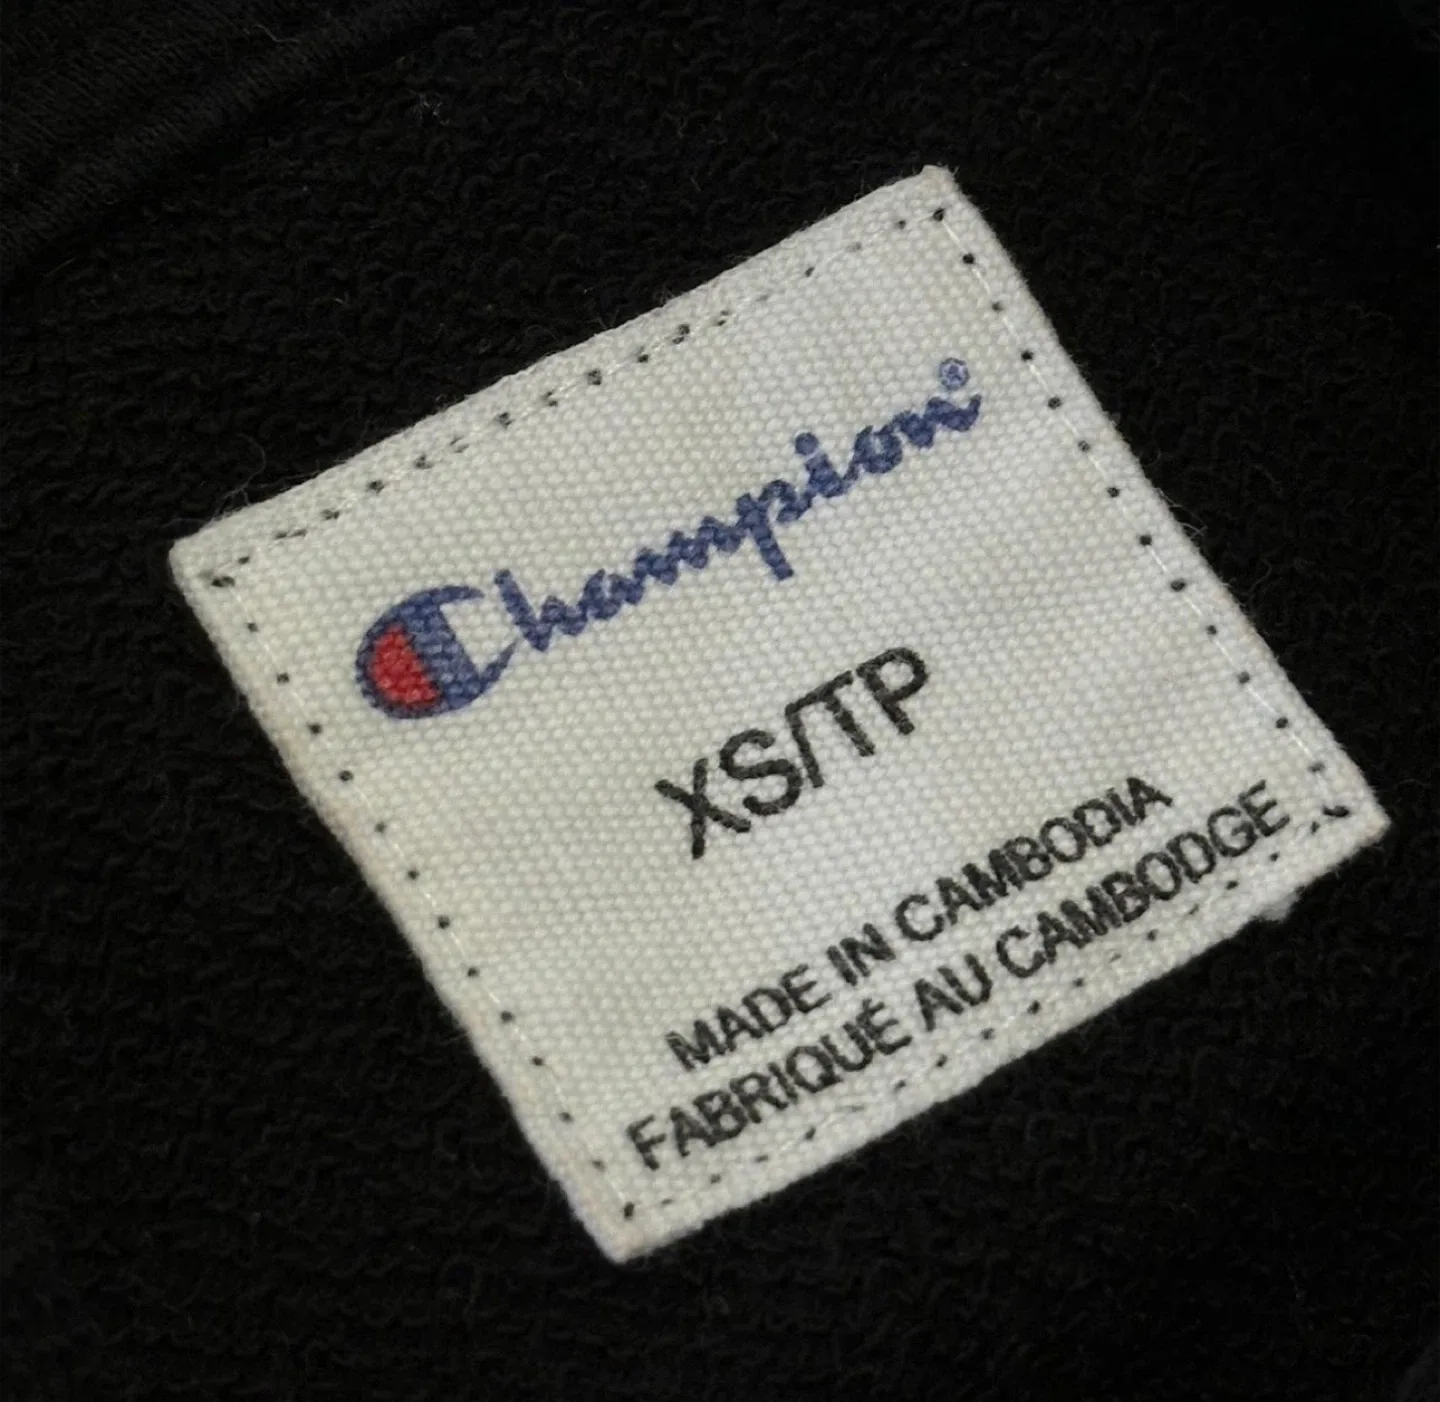 Champion®
XS/TP
MADE IN CAMBODIA
FABRIQUÉ AU CAMBODGE